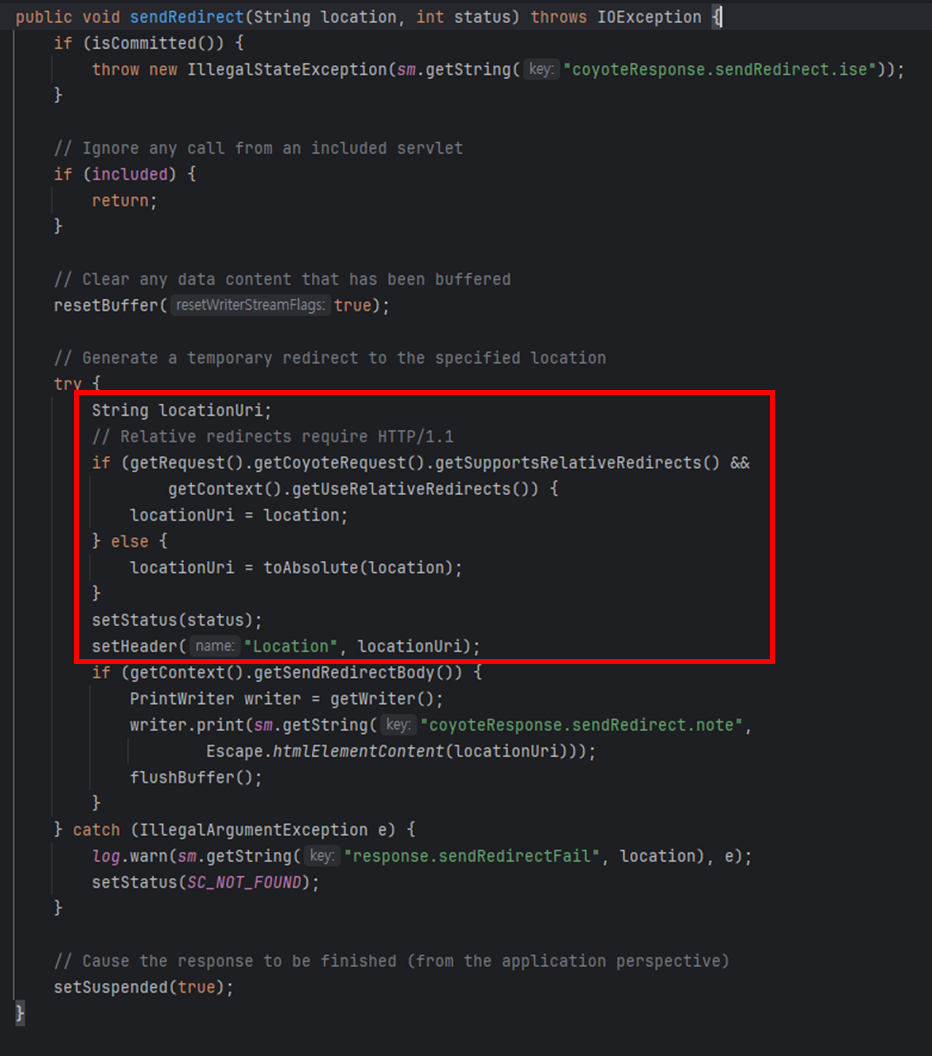 public void sendRedirect(String location, int status) throws IOException {
if (isCommitted()) {
throw new IllegalStateException(sm.getString( key: "coyoteResponse.sendRedirect.ise"));
}
// Ignore any call from an included servlet
if (included) {
return;
}
// Clear any data content that has been buffered
resetBuffer( resetWriterStreamFlags: true);
// Generate a temporary redirect to the specified location
try {
String locationUri;
// Relative redirects require HTTP/1.1
if (getRequest().getCoyoteRequest().getSupportsRelativeRedirects() &&
getContext().getUseRelativeRedirects()) {
locationUri = location;
} else {
locationUri = toAbsolute(location);
}
setStatus(status);
setHeader( name: "Location", locationUri);
if (getContext().getSendRedirectBody()) {
PrintWriter writer = getWriter();
writer.print(sm.getString( key: "coyoteResponse.sendRedirect.note",
Escape.htmlElementContent(locationUri)));
flushBuffer();
}
} catch (IllegalArgumentException e) {
log.warn(sm.getString( key: "response.sendRedirectFail", location), e);
setStatus(SC_NOT_FOUND);
}
// Cause the response to be finished (from the application perspective)
setSuspended(true);
}